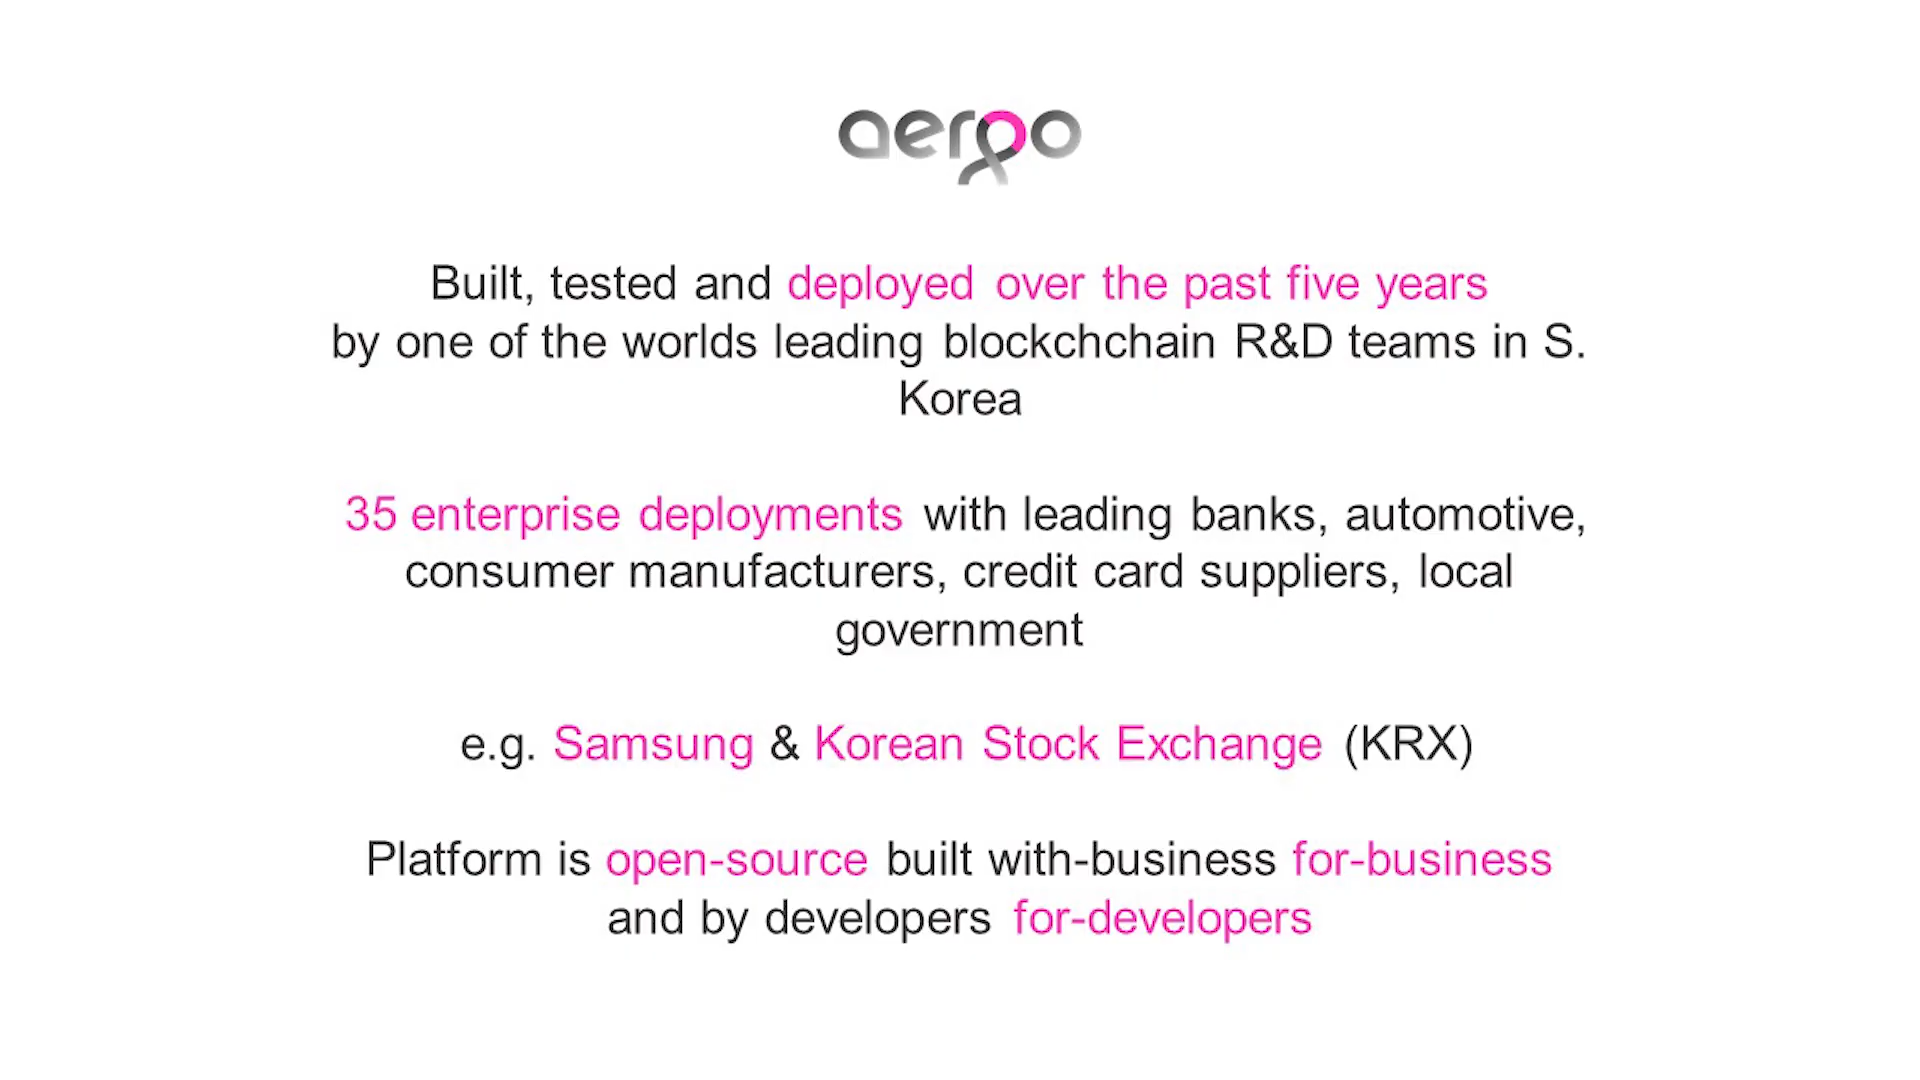 aergo
Built, tested and deployed over the past five years
by one of the worlds leading blockchchain R&D teams in S.
Korea
35 enterprise deployments with leading banks, automotive,
consumer manufacturers, credit card suppliers, local
government
e.g. Samsung & Korean Stock Exchange (KRX)
Platform is open-source built with-business for-business
and by developers for-developers